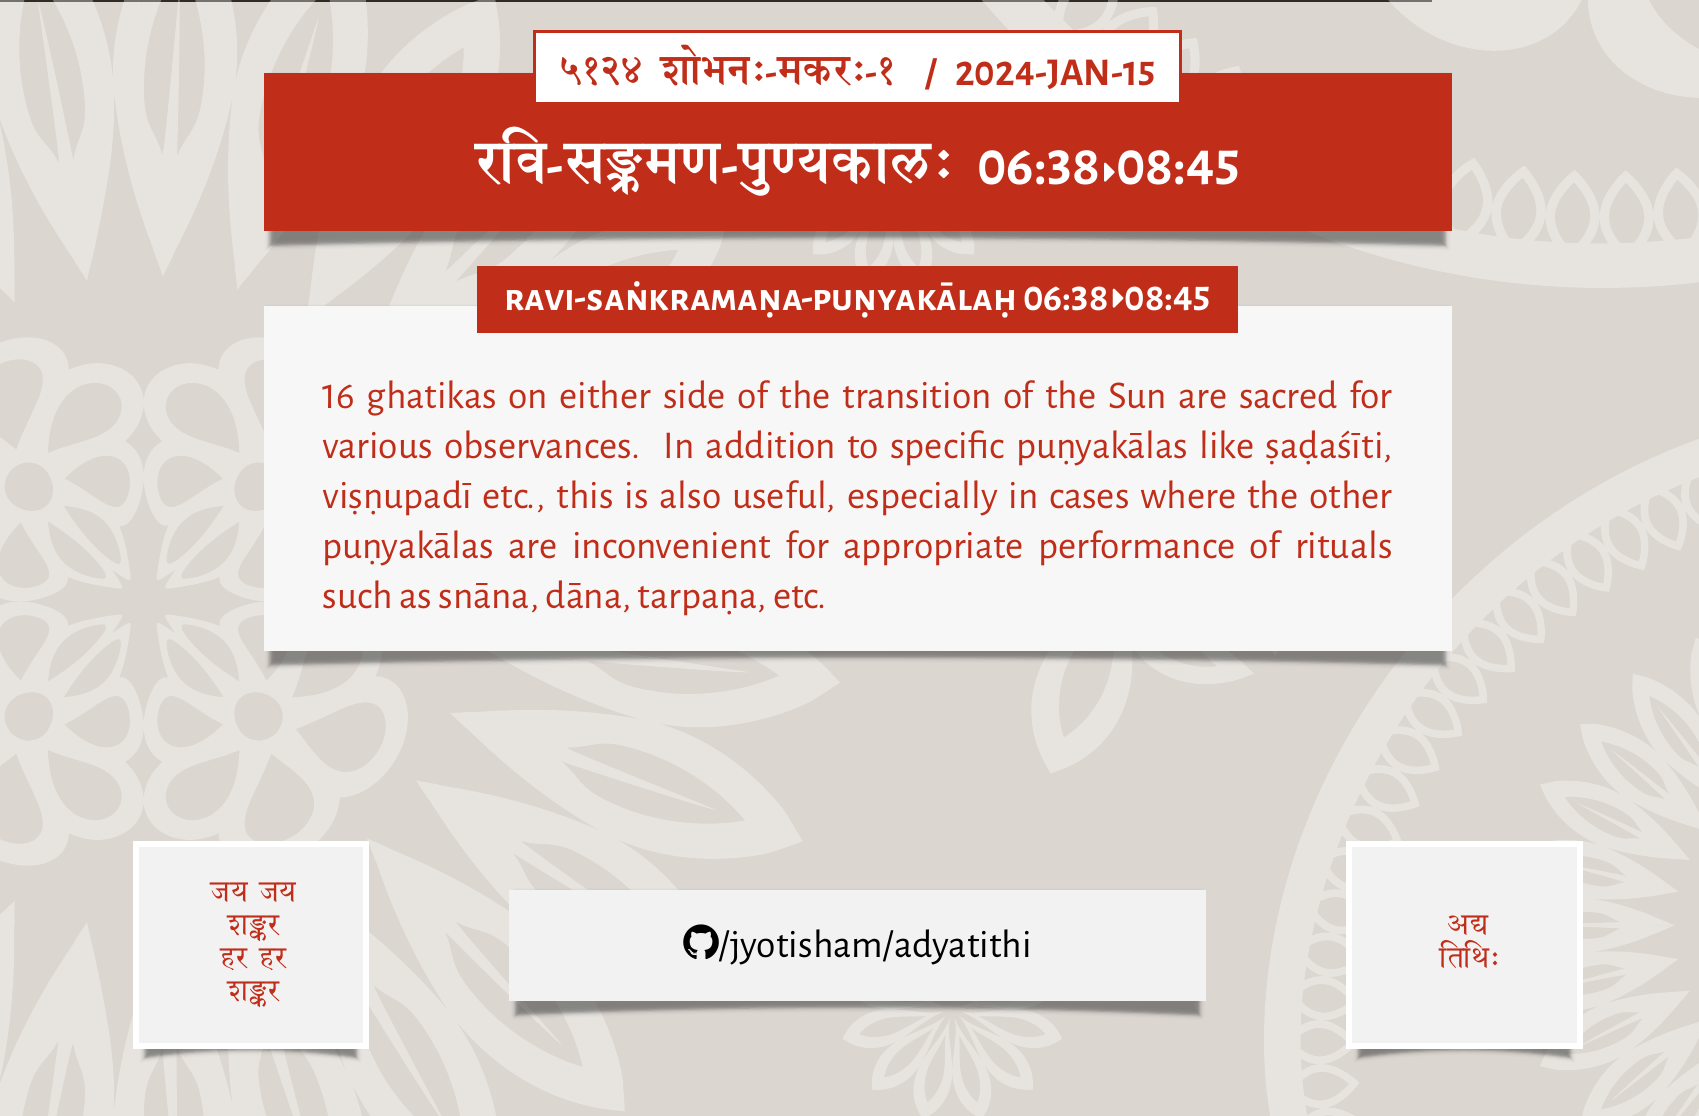 ५१२४ शोभनः-मकरः-१ / 2024-JAN-15
रवि-सङ्क्रमण-पुण्यकालः 06:38▸08:45
RAVI-SAṄKRAMAṆA-PUṆYAKĀLAḤ 06:38▸08:45
16 ghatikas on either side of the transition of the Sun are sacred for
various observances. In addition to specific puṇyakālas like ṣaḍaśīti,
viṣṇupadī etc., this is also useful, especially in cases where the other
puṇyakālas are inconvenient for appropriate performance of rituals
such as snāna, dāna, tarpaṇa, etc.
जय जय
शङ्कर
हर हर
शङ्कर
/jyotisham/adyatithi
अद्य
तिथिः